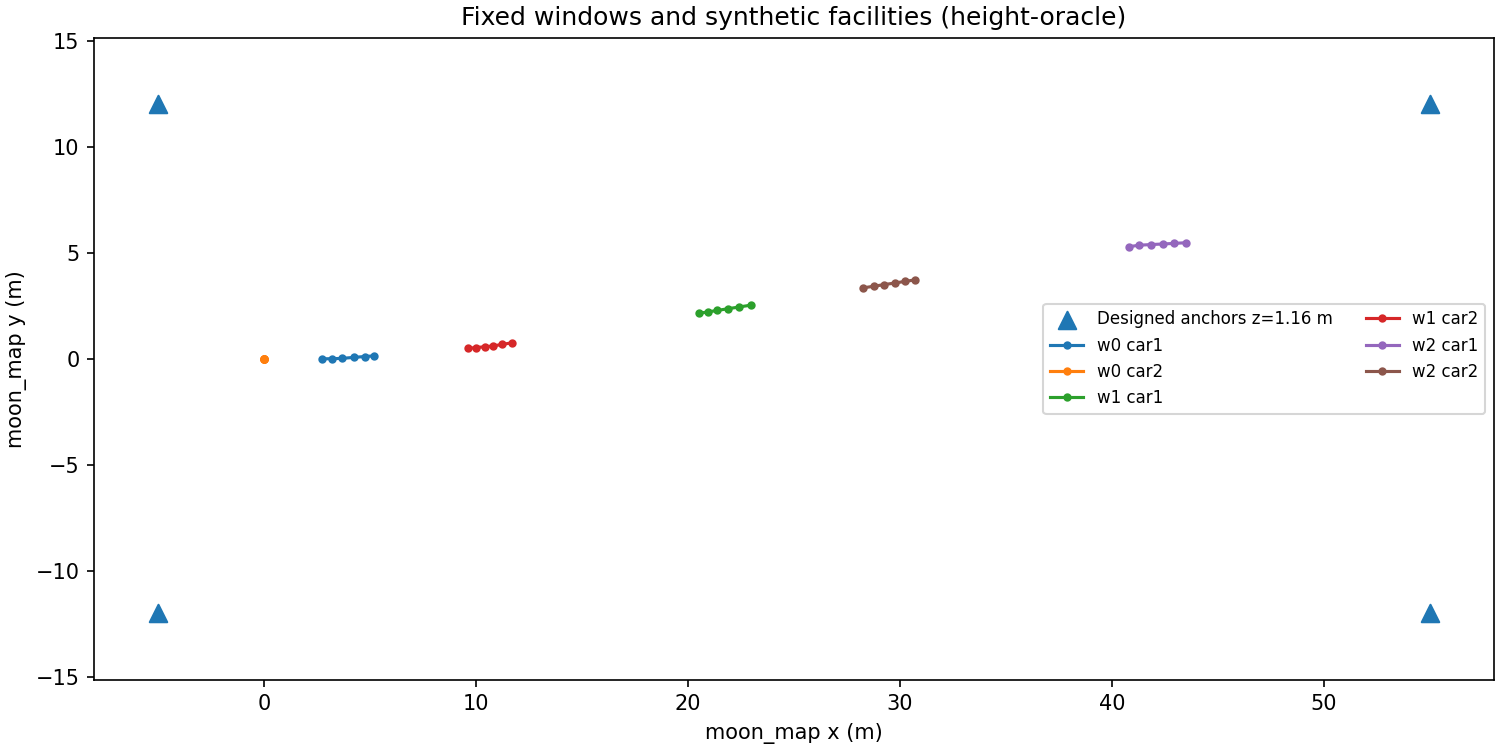 Fixed windows and synthetic facilities (height-oracle)
15
10
5
0
−5
−10
−15
moon_map y (m)
Designed anchors z=1.16 m
w0 car1
w0 car2
w1 car1
w1 car2
w2 car1
w2 car2
0
10
20
30
40
50
moon_map x (m)